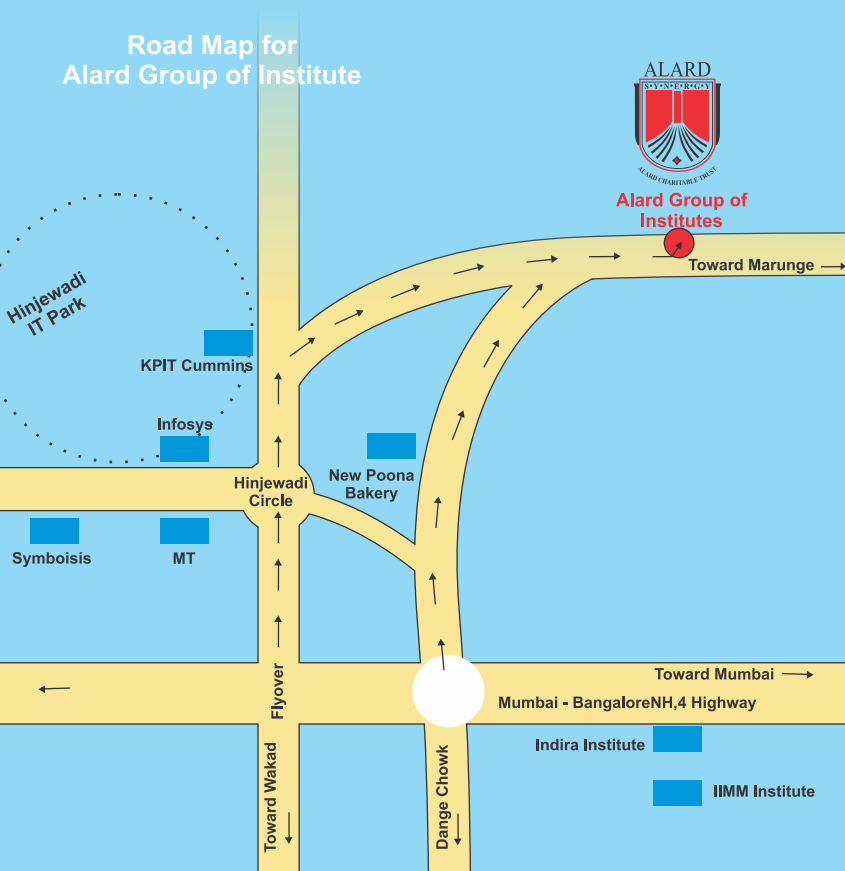 Road Map for
Alard Group of Institute
ALARD
S•Y•N•E•R•G•Y
ALARD CHARITABLE TRUST
Alard Group of
Institutes
Toward Marunge
Hinjewadi
IT Park
KPIT Cummins
Infosys
New Poona
Bakery
Hinjewadi
Circle
Symboisis
MT
Flyover
Toward Mumbai
Mumbai - BangaloreNH,4 Highway
Indira Institute
Toward Wakad
Dange Chowk
IIMM Institute